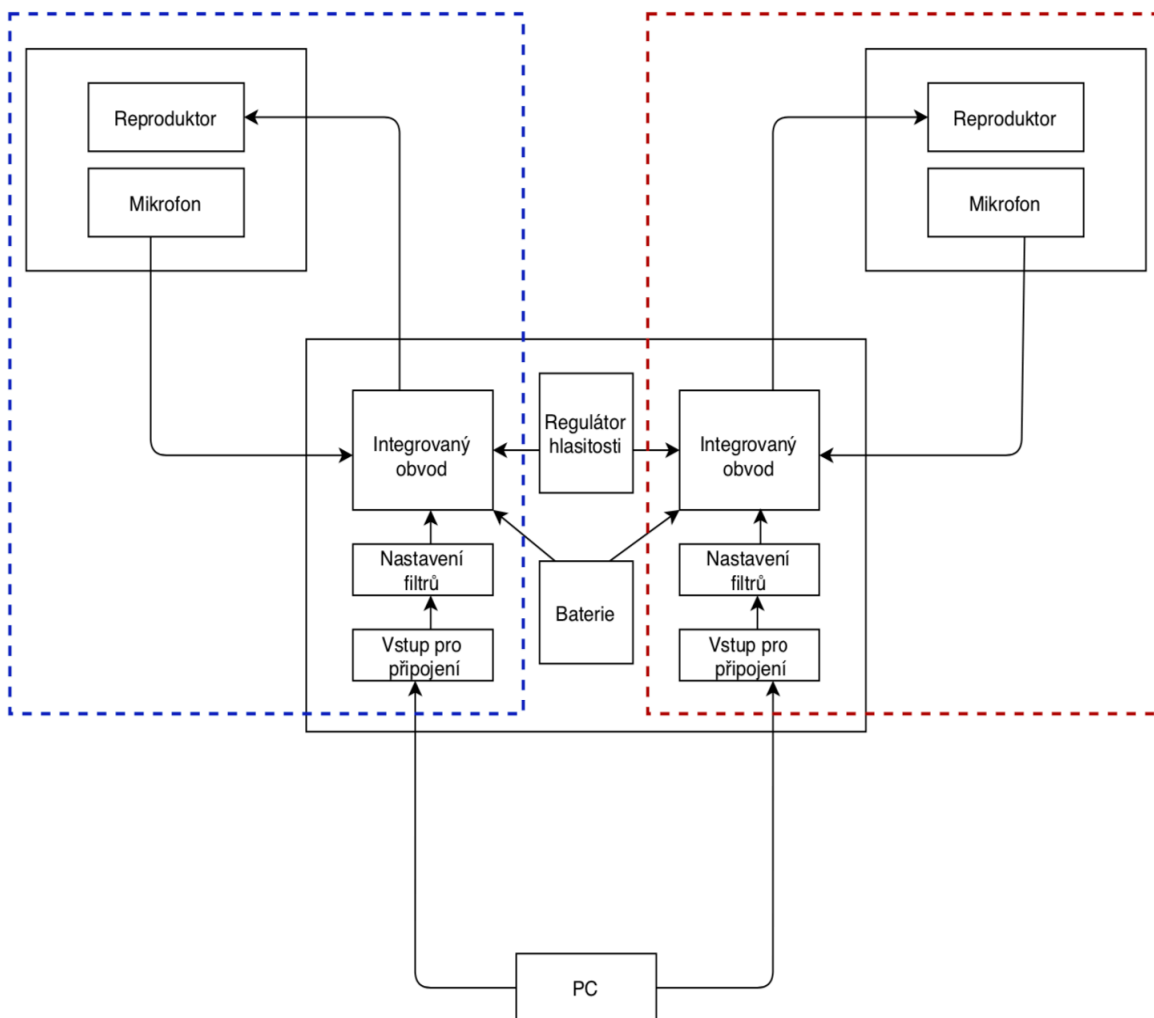 Reproduktor
Mikrofon
Reproduktor
Mikrofon
Integrovaný
obvod
Regulátor
hlasitosti
Integrovaný
obvod
Nastavení
filtrů
Baterie
Nastavení
filtrů
Vstup pro
připojení
Vstup pro
připojení
PC